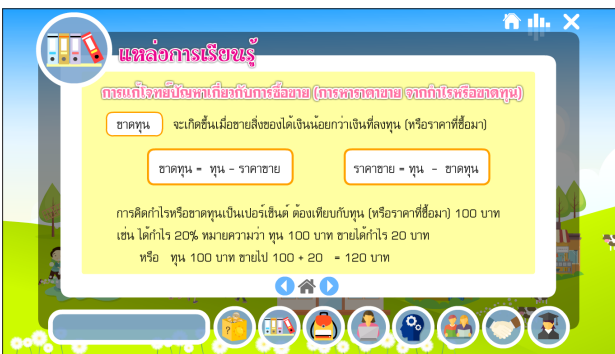 แหล่งการเรียนรู้
การแก้โจทย์ปัญหาเกี่ยวกับการซื้อขาย (การหาราคาขาย จากกำไรหรือขาดทุน)
ขาดทุน จะเกิดขึ้นเมื่อขายสิ่งของได้เงินน้อยกว่าเงินที่ลงทุน (หรือราคาที่ซื้อมา)
ขาดทุน = ทุน - ราคาขาย ราคาขาย = ทุน - ขาดทุน
การคิดกำไรหรือขาดทุนเป็นเปอร์เซ็นต์ ต้องเทียบกับทุน (หรือราคาที่ซื้อมา) 100 บาท
เช่น ได้กำไร 20% หมายความว่า ทุน 100 บาท ขายได้กำไร 20 บาท
หรือ ทุน 100 บาท ขายไป 100 + 20 = 120 บาท